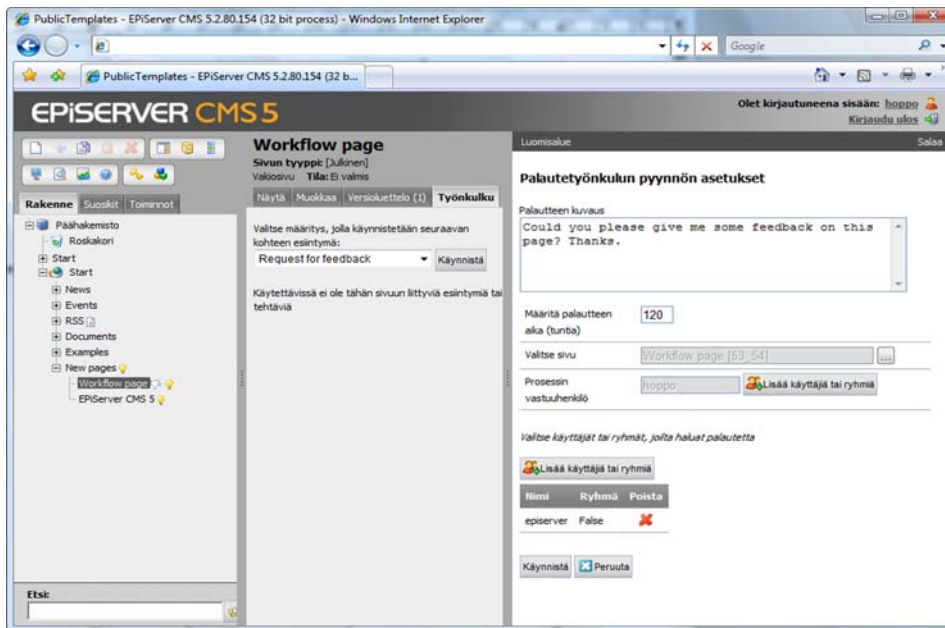 PublicTemplates - EPiServer CMS 5.2.80.154 (32 bit process) - Windows Internet Explorer
Google
PublicTemplates - EPiServer CMS 5.2.80.154 (32 b...
EPiSERVER CMS 5
Olet kirjautuneena sisään: hoppo
Kirjaudu ulos
Rakenne Suosikit Toiminnot
Päähakemisto
Roskakori
Start
Start
News
Events
RSS
Documents
Examples
New pages
Workflow page
EPiServer CMS 5
Etsi:
Workflow page
Sivun tyyppi: [Julkinen]
Vakiosivu Tila: Ei valmis
Näytä Muokkaa Versioluettelo (1) Työnkulku
Valitse määritys, jolla käynnistetään seuraavan
kohteen esiintymä:
Request for feedback Käynnistä
Käytettävissä ei ole tähän sivuun liittyviä esiintymiä tai
tehtäviä
Luomisalue Salaa
Palautetyönkulun pyynnön asetukset
Palautteen kuvaus
Could you please give me some feedback on this
page? Thanks.
Määritä palautteen
aika (tuntia)
120
Valitse sivu Workflow page [53_54] ...
Prosessin
vastuuhenkilö
hoppo Lisää käyttäjiä tai ryhmiä
Valitse käyttäjät tai ryhmät, joilta haluat palautetta
Lisää käyttäjiä tai ryhmiä
Nimi Ryhmä Poista
episerver False
Käynnistä Peruuta